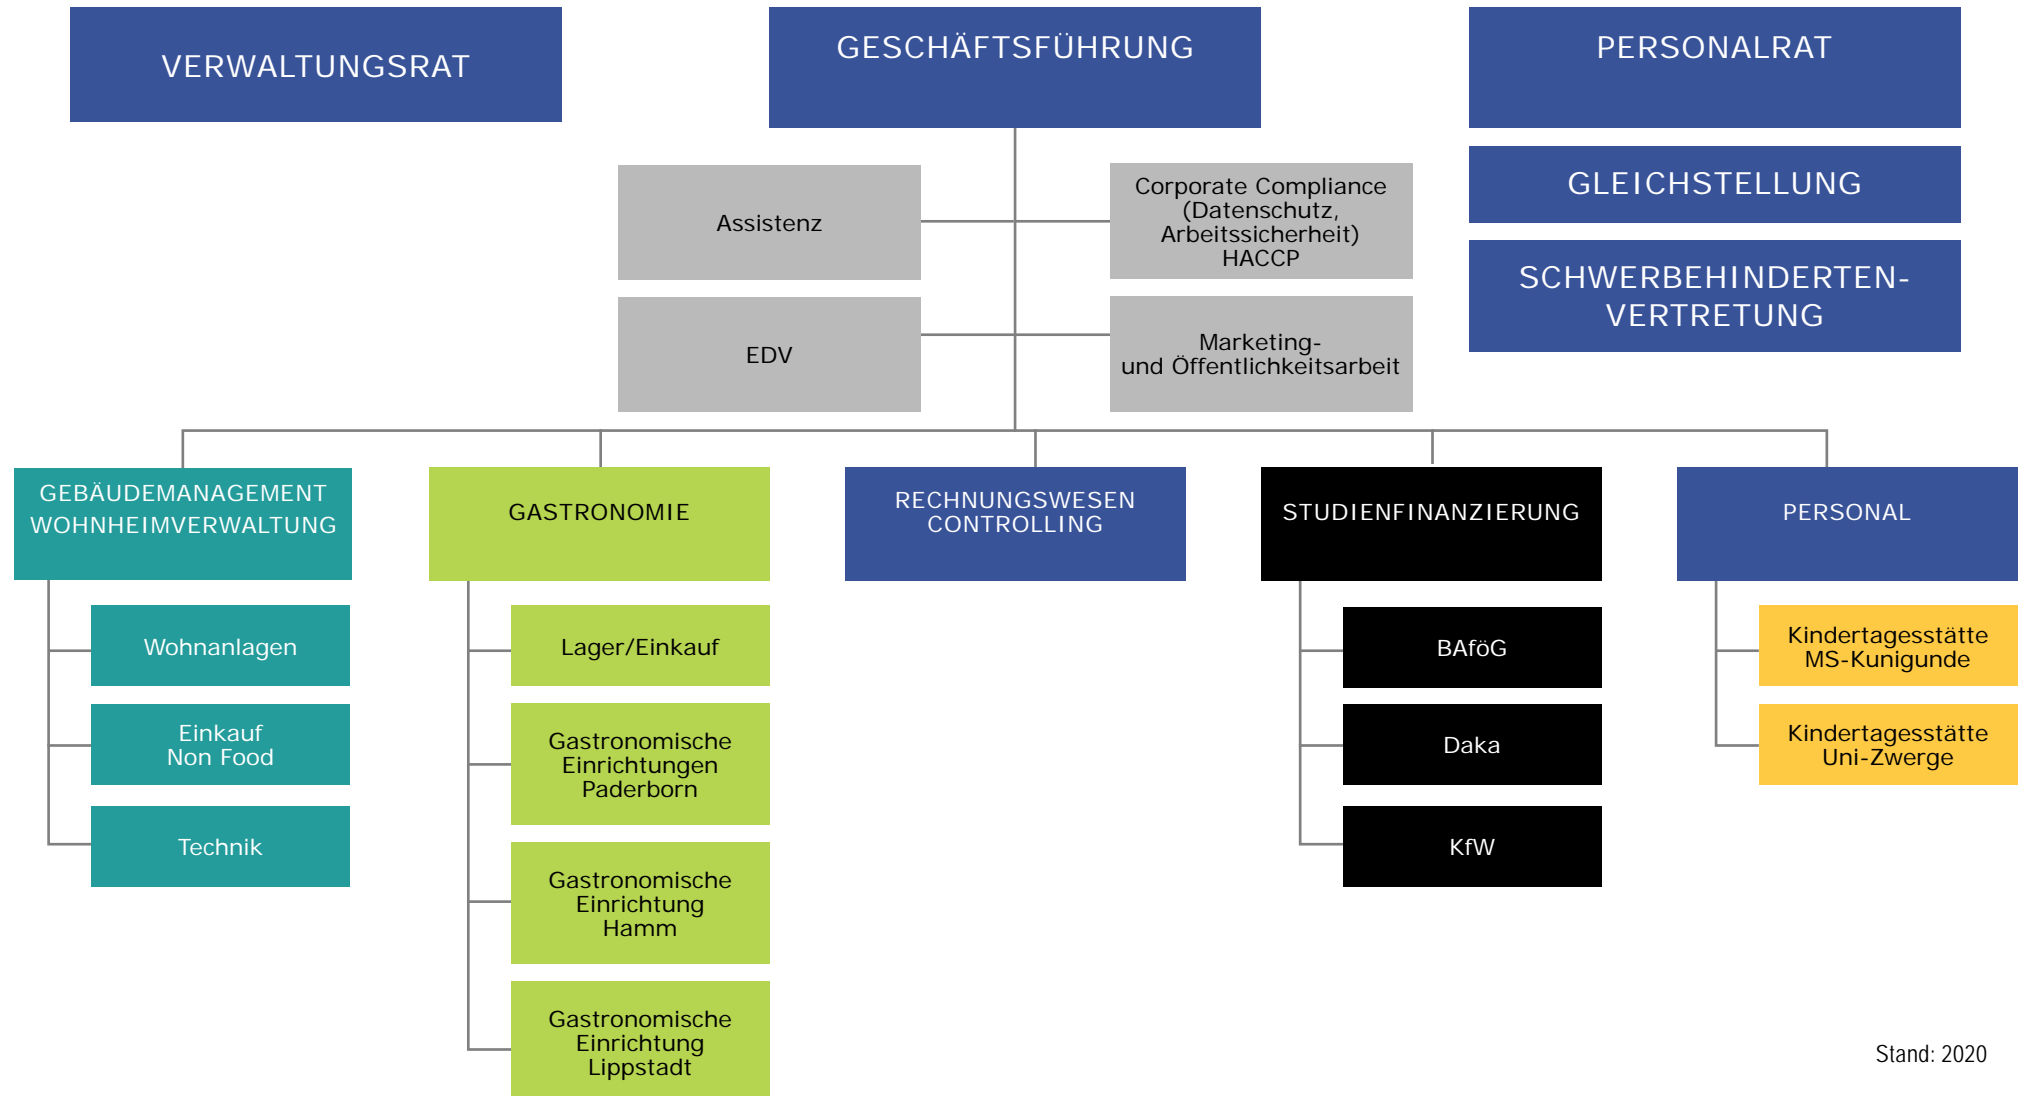 VERWALTUNGSRAT
GESCHÄFTSFÜHRUNG
PERSONALRAT
GLEICHSTELLUNG
SCHWERBEHINDERTEN-
VERTRETUNG
Assistenz
Corporate Compliance
(Datenschutz,
Arbeitssicherheit)
HACCP
EDV
Marketing-
und Öffentlichkeitsarbeit
GEBÄUDEMANAGEMENT
WOHNHEIMVERWALTUNG
Wohnanlagen
Einkauf
Non Food
Technik
GASTRONOMIE
Lager/Einkauf
Gastronomische
Einrichtungen
Paderborn
Gastronomische
Einrichtung
Hamm
Gastronomische
Einrichtung
Lippstadt
RECHNUNGSWESEN
CONTROLLING
STUDIENFINANZIERUNG
BAföG
Daka
KfW
PERSONAL
Kindertagesstätte
MS-Kunigunde
Kindertagesstätte
Uni-Zwerge
Stand: 2020